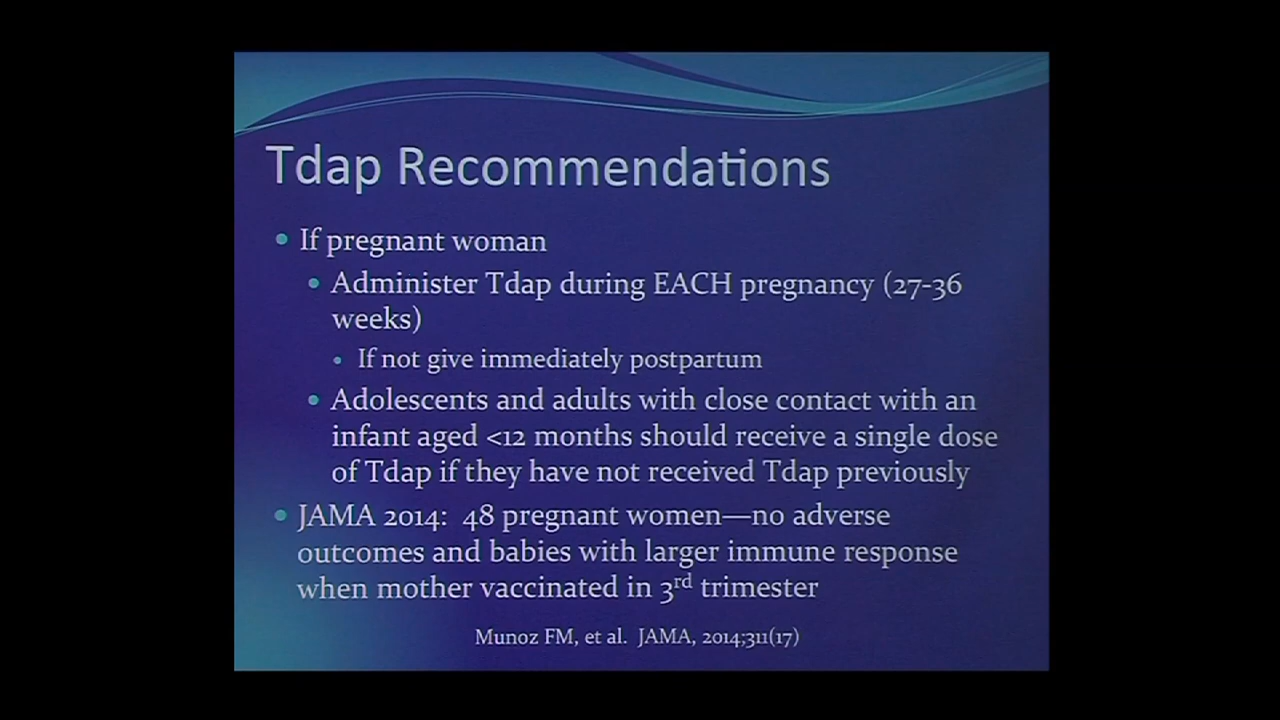 Tdap Recommendations
• If pregnant woman
• Administer Tdap during EACH pregnancy (27-36
weeks)
• If not give immediately postpartum
• Adolescents and adults with close contact with an
infant aged <12 months should receive a single dose
of Tdap if they have not received Tdap previously
• JAMA 2014: 48 pregnant women—no adverse
outcomes and babies with larger immune response
when mother vaccinated in 3rd trimester
Munoz FM, et al. JAMA, 2014;311(17)